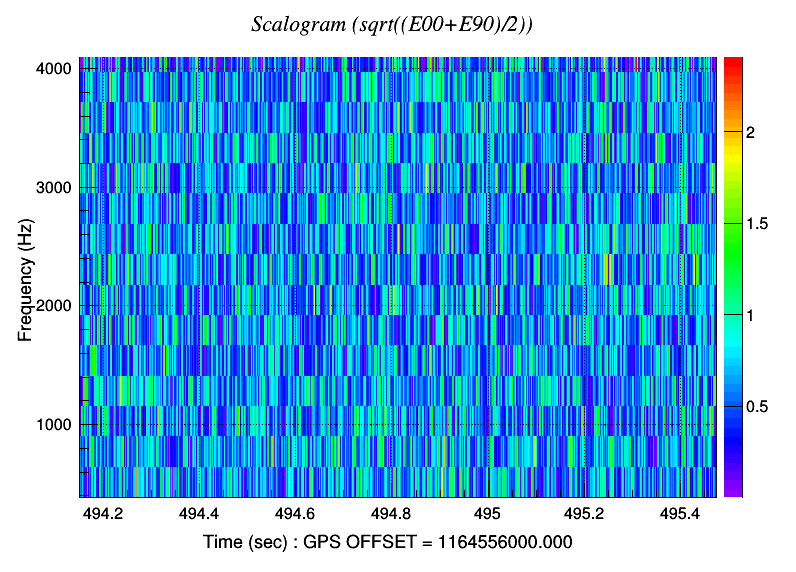 Scalogram (sqrt((E00+E90)/2))
4000
3000
2000
1000
Frequency (Hz)
2
1.5
1
0.5
494.2 494.4 494.6 494.8 495 495.2 495.4
Time (sec) : GPS OFFSET = 1164556000.000